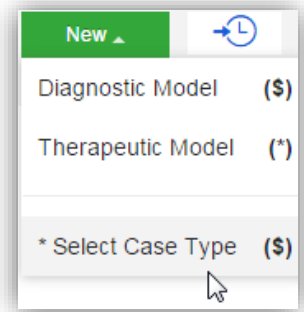 New
Diagnostic Model ($)
Therapeutic Model (*)
* Select Case Type ($)